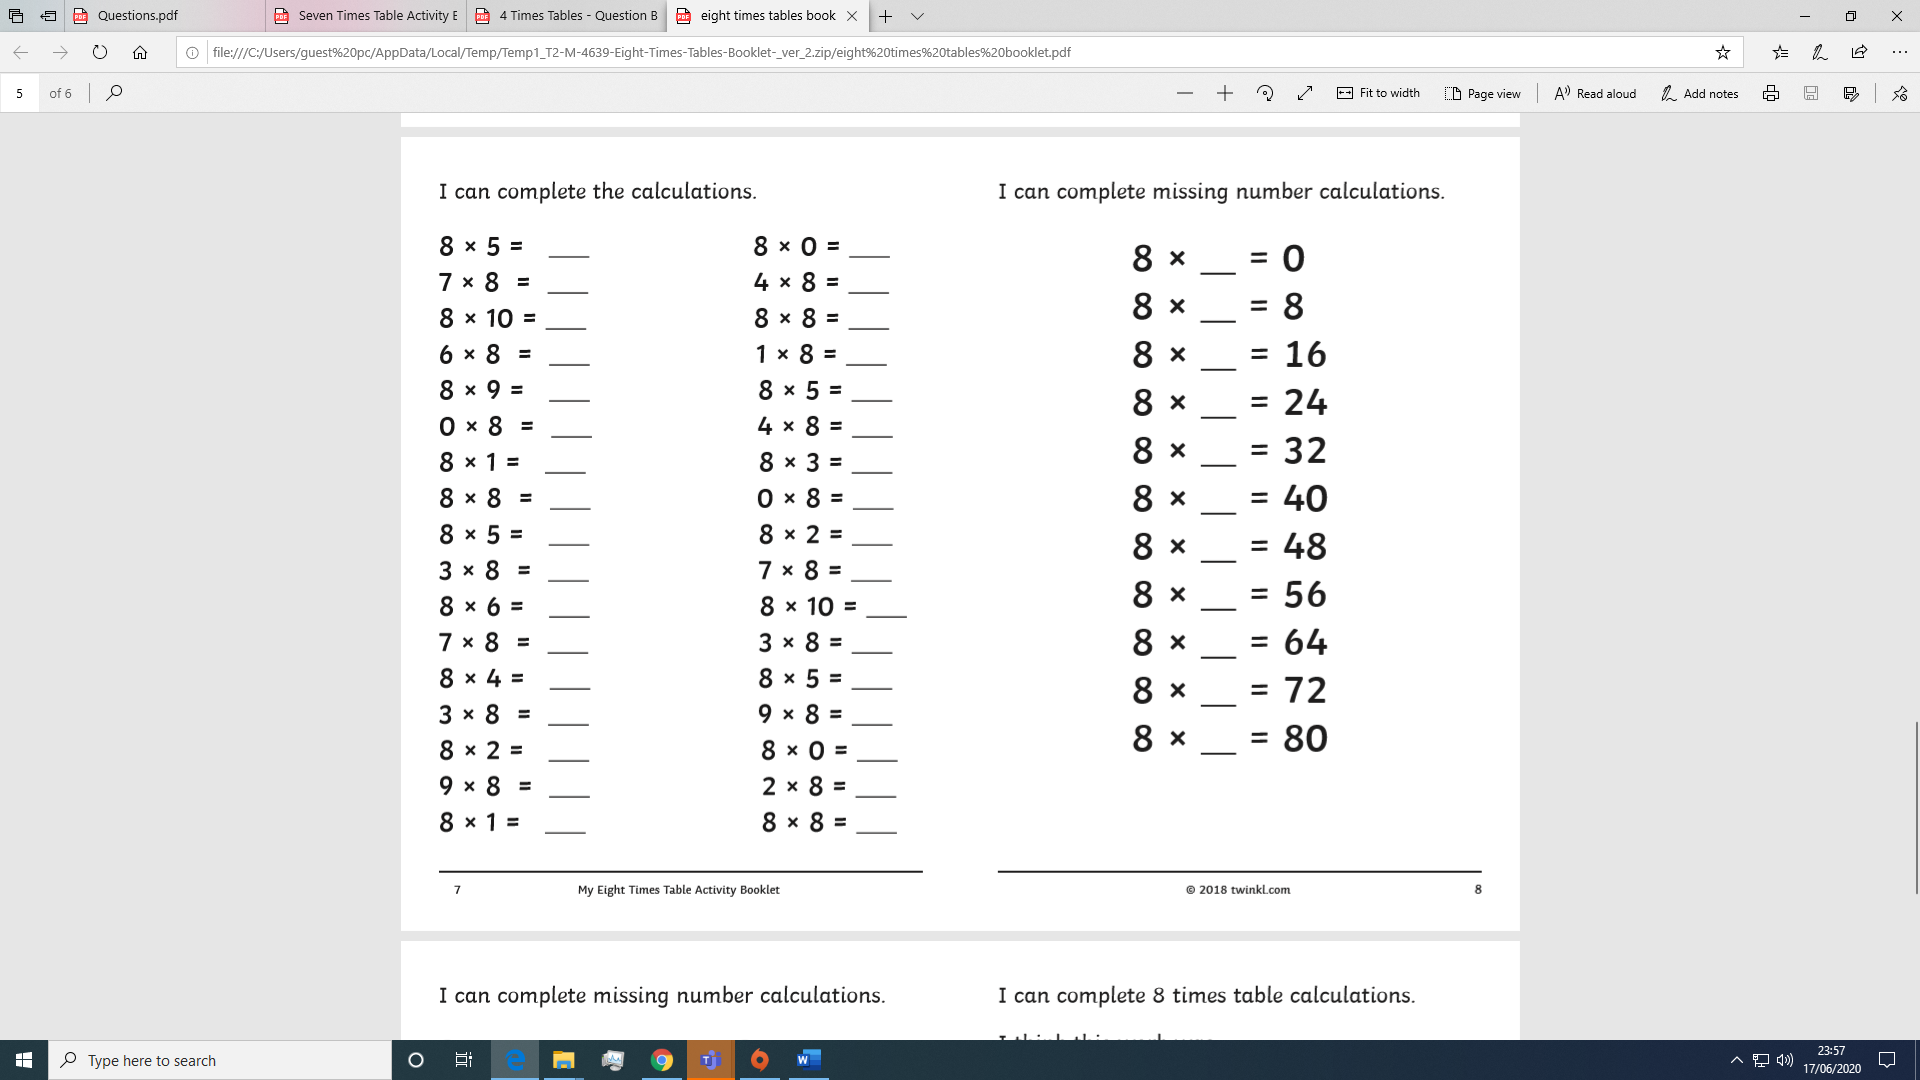 Questions.pdf
Seven Times Table Activity E
4 Times Tables - Question B
eight times tables book
file:///C:/Users/guest%20pc/AppData/Local/Temp/Temp1_T2-M-4639-Eight-Times-Tables-Booklet-_ver_2.zip/eight%20times%20tables%20booklet.pdf
5 of 6
Fit to width
Page view
Read aloud
Add notes
I can complete the calculations.
8 × 5 = ___
7 × 8 = ___
8 × 10 = ___
6 × 8 = ___
8 × 9 = ___
0 × 8 = ___
8 × 1 = ___
8 × 8 = ___
8 × 5 = ___
3 × 8 = ___
8 × 6 = ___
7 × 8 = ___
8 × 4 = ___
3 × 8 = ___
8 × 2 = ___
9 × 8 = ___
8 × 1 = ___
8 × 0 = ___
4 × 8 = ___
8 × 8 = ___
1 × 8 = ___
8 × 5 = ___
4 × 8 = ___
8 × 3 = ___
0 × 8 = ___
8 × 2 = ___
7 × 8 = ___
8 × 10 = ___
3 × 8 = ___
8 × 5 = ___
9 × 8 = ___
8 × 0 = ___
2 × 8 = ___
8 × 8 = ___
7 My Eight Times Table Activity Booklet
I can complete missing number calculations.
8 × __ = 0
8 × __ = 8
8 × __ = 16
8 × __ = 24
8 × __ = 32
8 × __ = 40
8 × __ = 48
8 × __ = 56
8 × __ = 64
8 × __ = 72
8 × __ = 80
© 2018 twinkl.com 8
I can complete missing number calculations.
I can complete 8 times table calculations.
Type here to search
23:57
17/06/2020